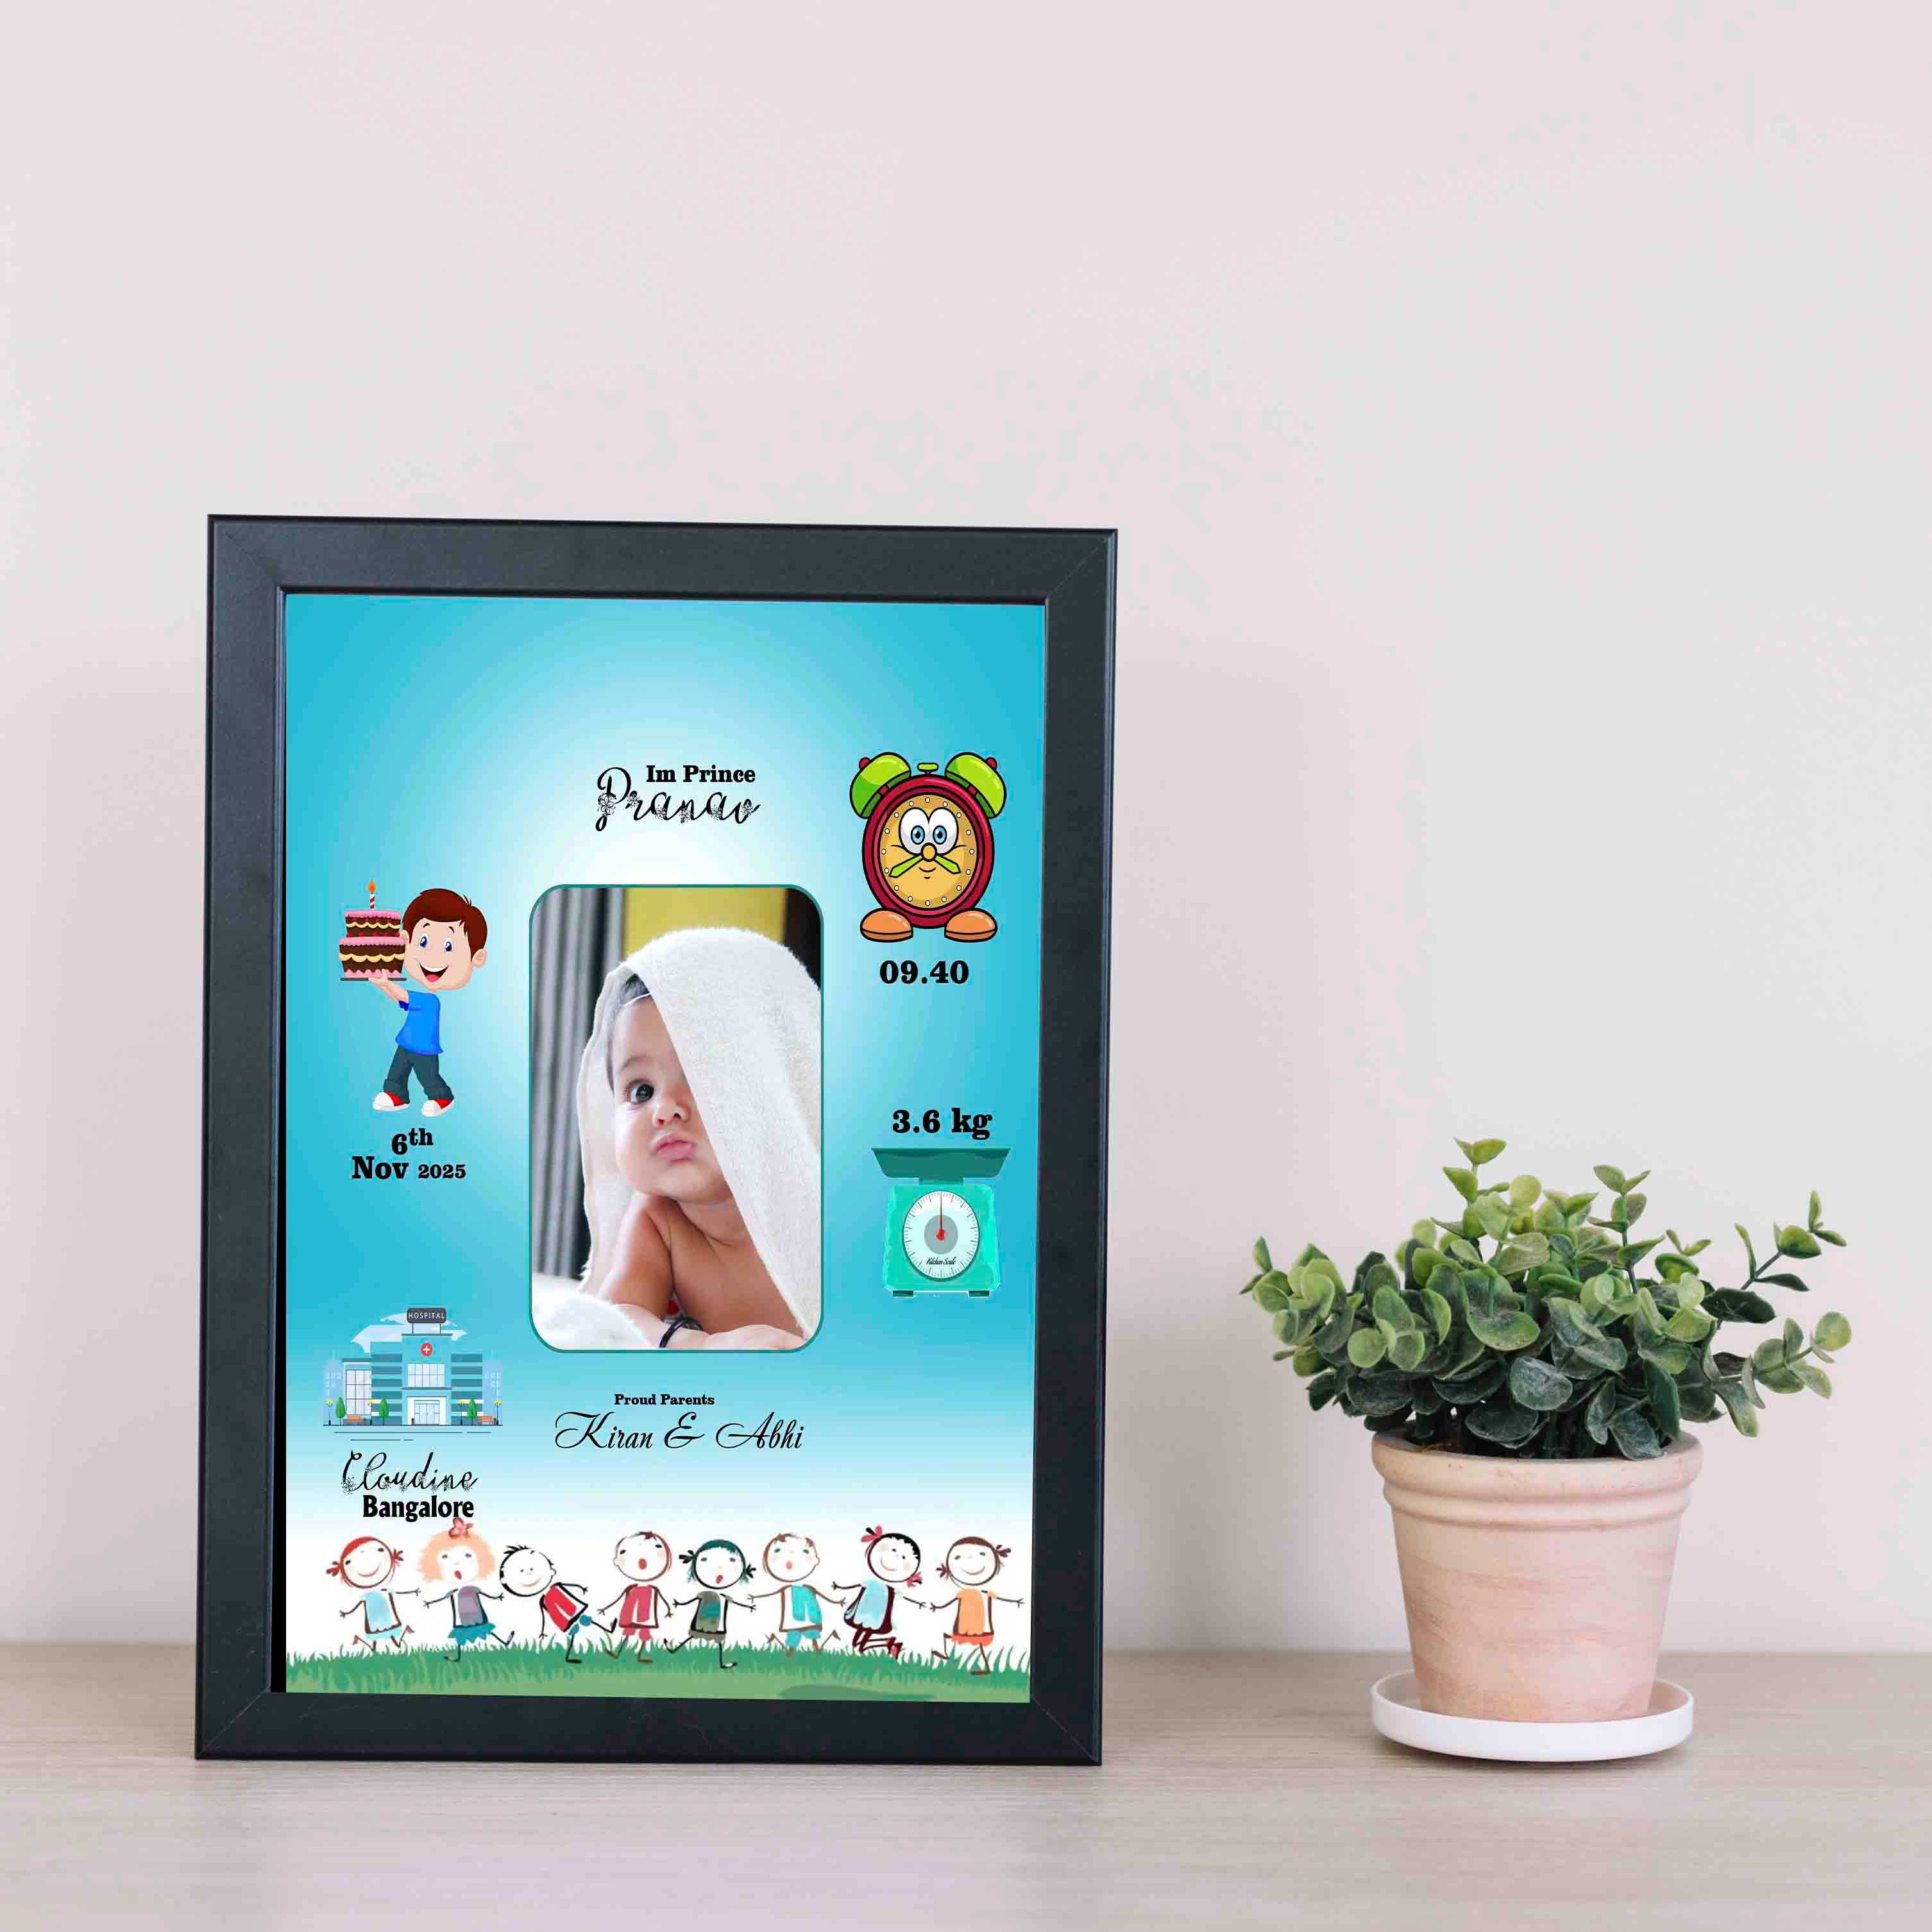 Im Prince
Pranav
09.40
6th
Nov 2025
3.6 kg
Kitchen Scale
HOSPITAL
Cloudine
Bangalore
Proud Parents
Kiran & Abhi